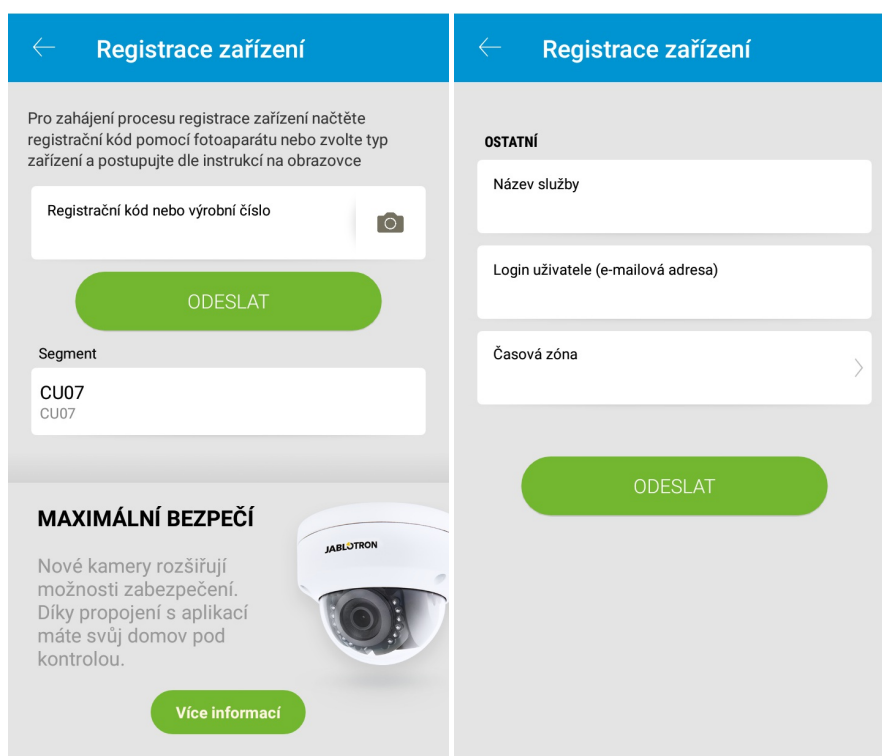 Registrace zařízení
Pro zahájení procesu registrace zařízení načtěte
registrační kód pomocí fotoaparátu nebo zvolte typ
zařízení a postupujte dle instrukcí na obrazovce
Registrační kód nebo výrobní číslo
ODESLAT
Segment
CU07
CU07
MAXIMÁLNÍ BEZPEČÍ
JABLOTRON
Nové kamery rozšiřují
možnosti zabezpečení.
Díky propojení s aplikací
máte svůj domov pod
kontrolou.
Více informací
Registrace zařízení
OSTATNÍ
Název služby
Login uživatele (e-mailová adresa)
Časová zóna
ODESLAT